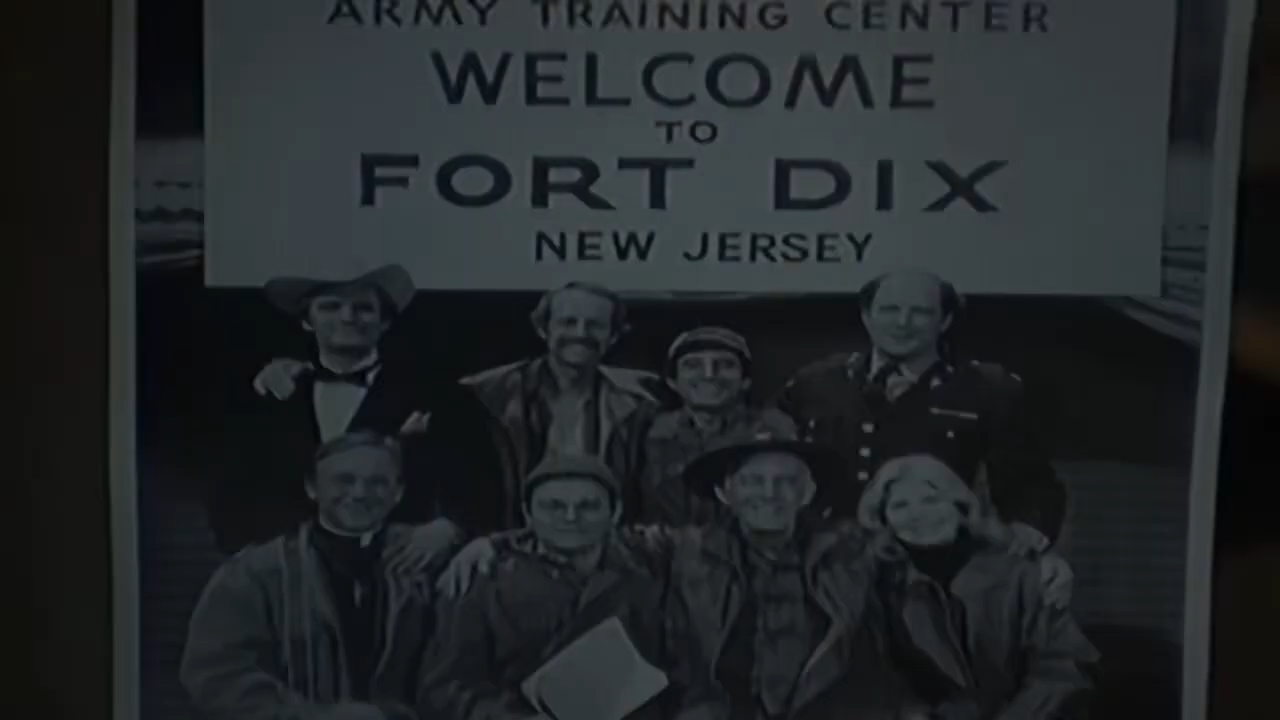 ARMY TRAINING CENTER
WELCOME
TO
FORT DIX
NEW JERSEY